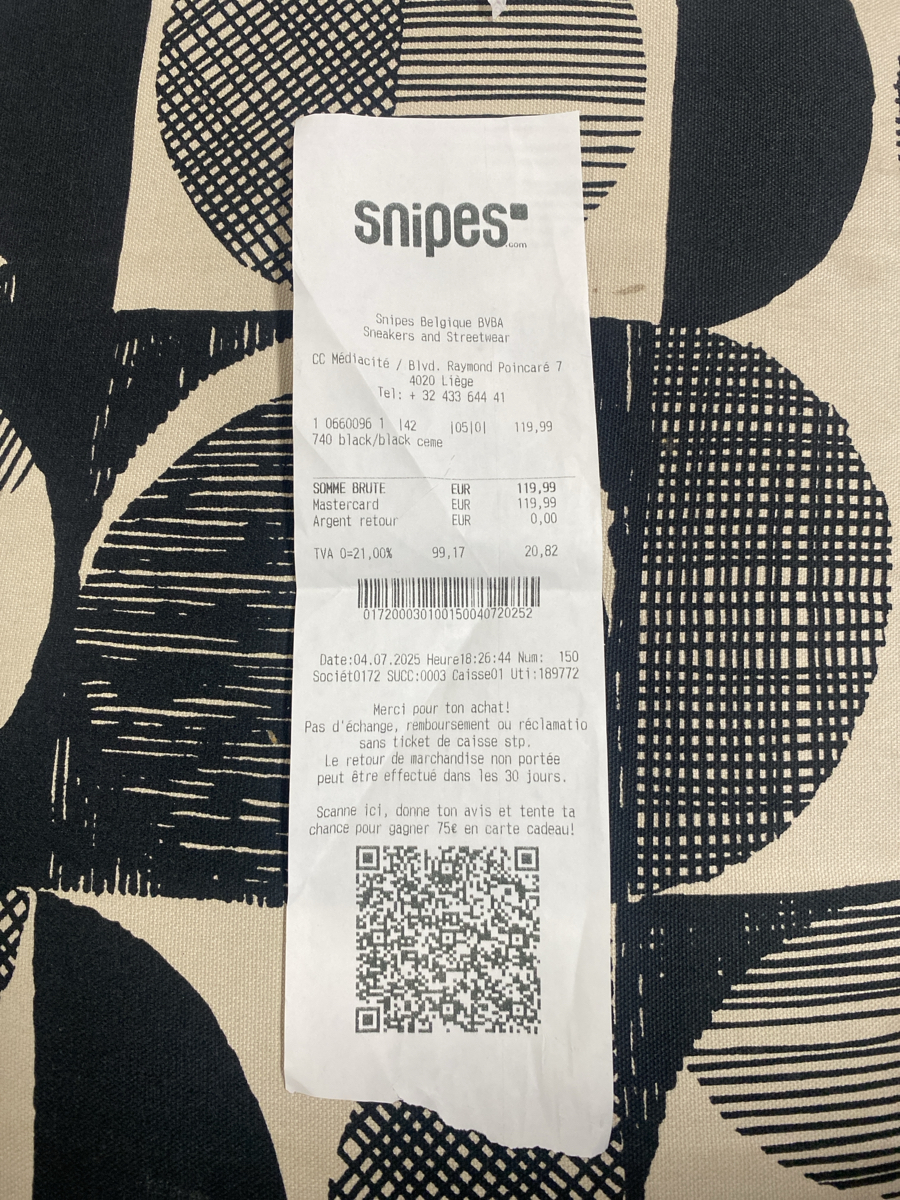 snipes
.com
Snipes Belgique BVBA
Sneakers and Streetwear
CC Médiacité / Blvd. Raymond Poincaré 7
4020 Liège
Tel: + 32 433 644 41
1 0660096 1 |42 |05|0| 119,99
740 black/black ceme
SOMME BRUTE EUR 119,99
Mastercard EUR 119,99
Argent retour EUR 0,00
TVA 0=21,00% 99,17 20,82
017200030100150040720252
Date:04.07.2025 Heure18:26:44 Num: 150
Sociét0172 SUCC:0003 Caisse01 Uti:189772
Merci pour ton achat!
Pas d'échange, remboursement ou réclamatio
sans ticket de caisse stp.
Le retour de marchandise non portée
peut être effectué dans les 30 jours.
Scanne ici, donne ton avis et tente ta
chance pour gagner 75€ en carte cadeau!